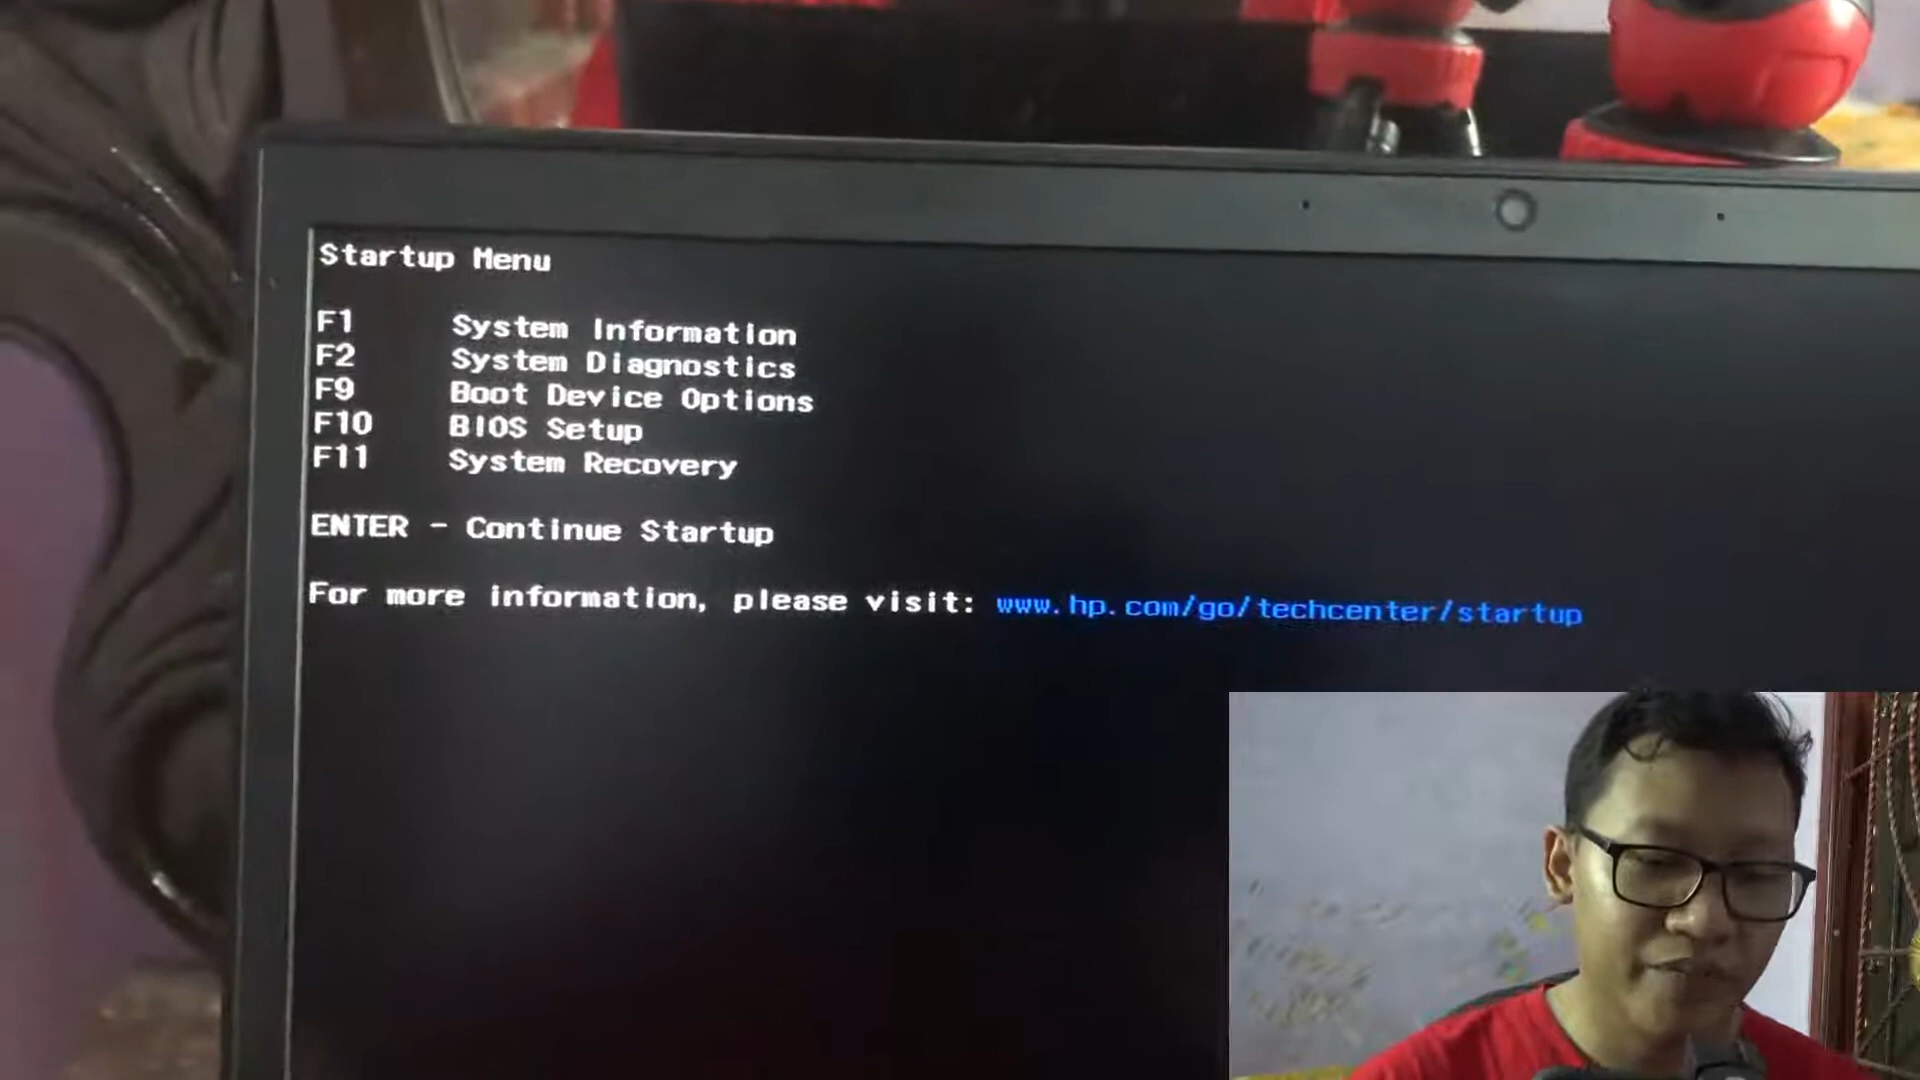 Startup Menu
F1 System Information
F2 System Diagnostics
F9 Boot Device Options
F10 BIOS Setup
F11 System Recovery
ENTER - Continue Startup
For more information, please visit: www.hp.com/go/techcenter/startup